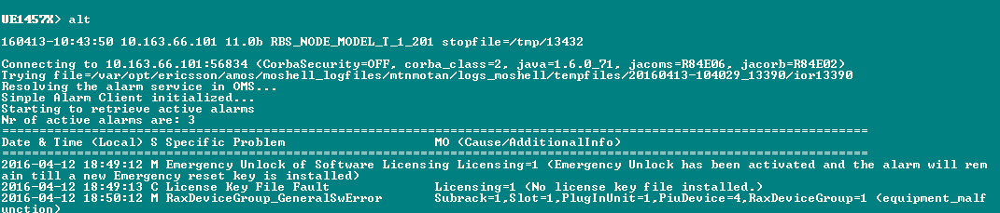 UE1457X> alt
160413-10:43:50 10.163.66.101 11.0b RBS_NODE_MODEL_T_1_201 stopfile=/tmp/13432
Connecting to 10.163.66.101:56834 (CorbaSecurity=OFF, corba_class=2, java=1.6.0_71, jacoms=R84E06, jacorb=R84E02)
Trying file=/var/opt/ericsson/amos/moshell_logfiles/mtnmotan/logs_moshell/tempfiles/20160413-104029_13390/ior13390
Resolving the alarm service in OMS...
Simple Alarm Client initialized...
Starting to retrieve active alarms
Nr of active alarms are: 3
====================================================================================================================
Date & Time (Local) S Specific Problem                    MO (Cause/AdditionalInfo)
====================================================================================================================
2016-04-12 18:49:12 M Emergency Unlock of Software Licensing Licensing=1 (Emergency Unlock has been activated and the alarm will rem
ain till a new Emergency reset key is installed)
2016-04-12 18:49:13 C License Key File Fault              Licensing=1 (No license key file installed.)
2016-04-12 18:50:12 M RaxDeviceGroup_GeneralSwError       Subrack=1,Slot=1,PlugInUnit=1,PiuDevice=4,RaxDeviceGroup=1 (equipment_malf
unction)